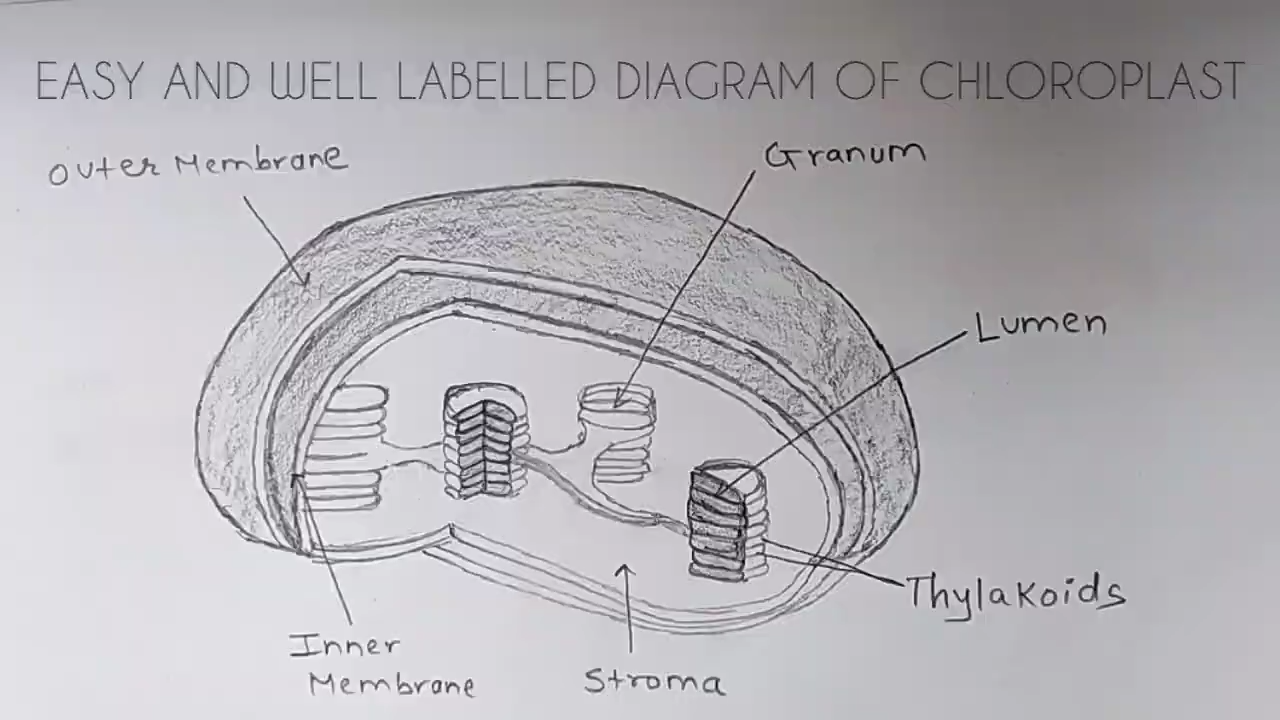 EASY AND WELL LABELLED DIAGRAM OF CHLOROPLAST
Outer Membrane
Granum
Lumen
Thylakoids
Inner
Membrane
Stroma